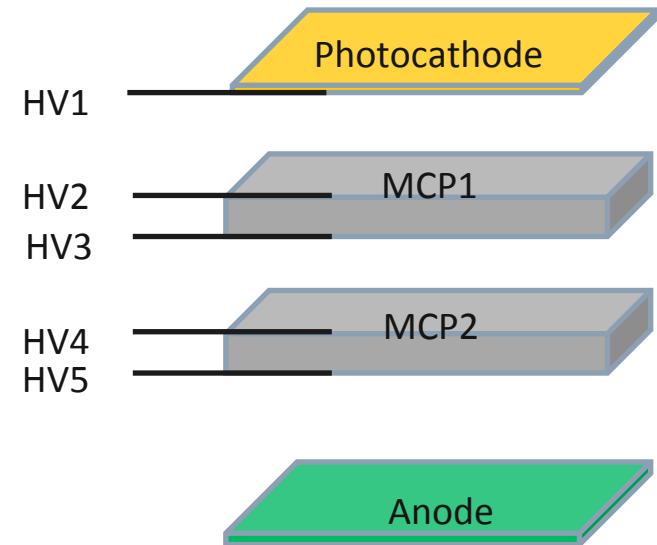 Photocathode
HV1
MCP1
HV2
HV3
MCP2
HV4
HV5
Anode